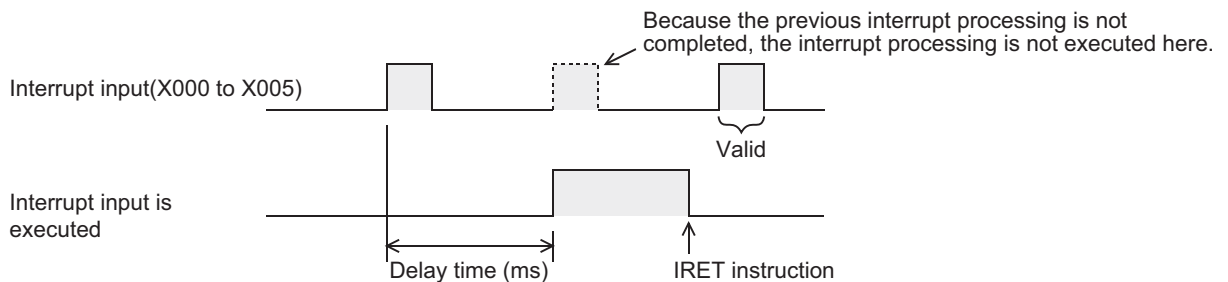 Because the previous interrupt processing is not
completed, the interrupt processing is not executed here.
Interrupt input(X000 to X005)
Valid
Interrupt input is
executed
Delay time (ms)
IRET instruction